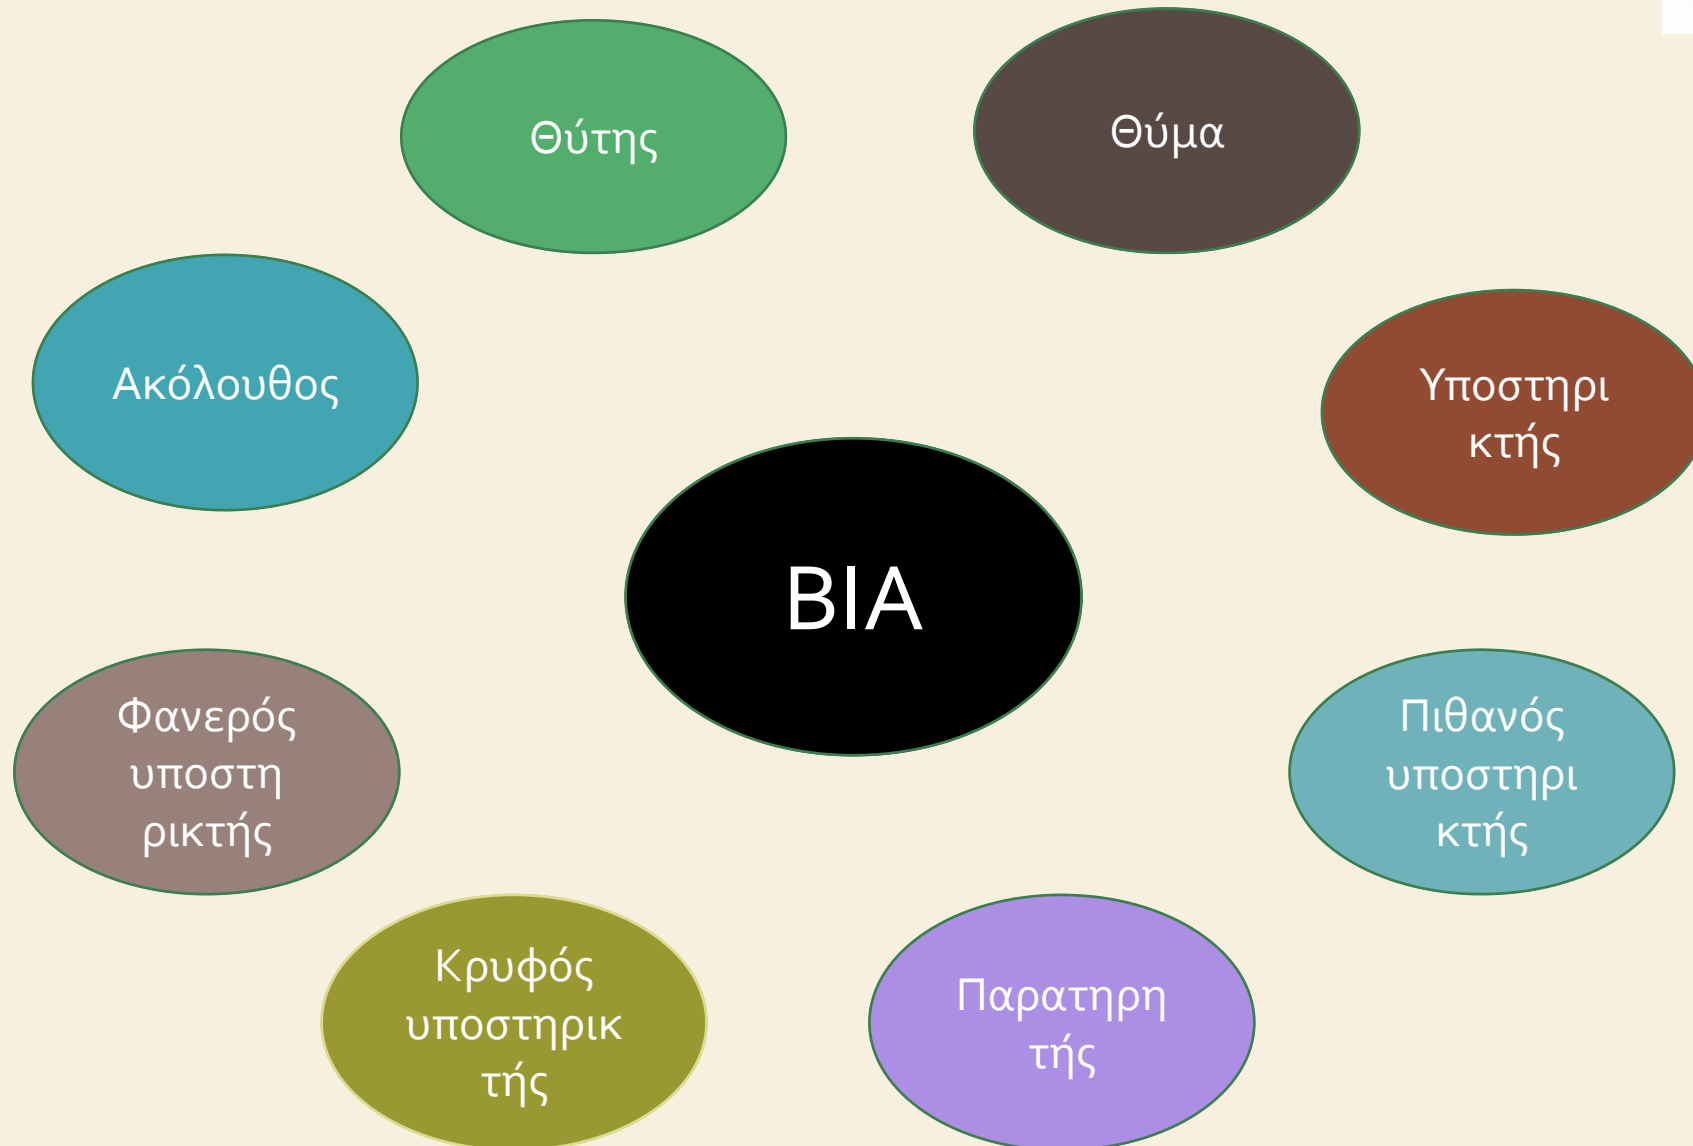 Θύτης
Θύμα
Ακόλουθος
Υποστηρι
κτής
ΒΙΑ
Φανερός
υποστη
ρικτής
Πιθανός
υποστηρι
κτής
Κρυφός
υποστηρικ
τής
Παρατηρη
τής